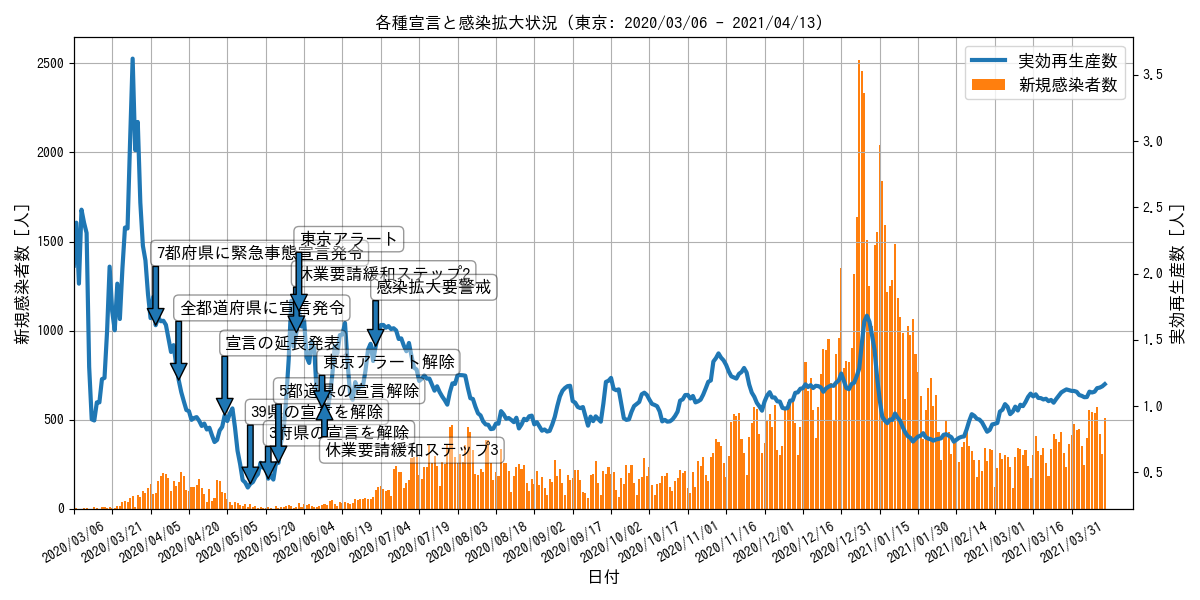 各種宣言と感染拡大状況 (東京: 2020/03/06 - 2021/04/13)
実効再生産数
新規感染者数
2500
2000
1500
1000
500
0
新規感染者数 [人]
3.5
3.0
2.5
2.0
1.5
1.0
0.5
実効再生産数 [人]
東京アラート
7都府県に緊急事態宣言発令
休業要請緩和ステップ2
感染拡大要警戒
全都道府県に宣言発令
宣言の延長発表
東京アラート解除
5都道県の宣言解除
39県の宣言を解除
3府県の宣言を解除
休業要請緩和ステップ3
2020/03/06
2020/03/21
2020/04/05
2020/04/20
2020/05/05
2020/05/20
2020/06/04
2020/06/19
2020/07/04
2020/07/19
2020/08/03
2020/08/18
2020/09/02
2020/09/17
2020/10/02
2020/10/17
2020/11/01
2020/11/16
2020/12/01
2020/12/16
2020/12/31
2021/01/15
2021/01/30
2021/02/14
2021/03/01
2021/03/16
2021/03/31
日付